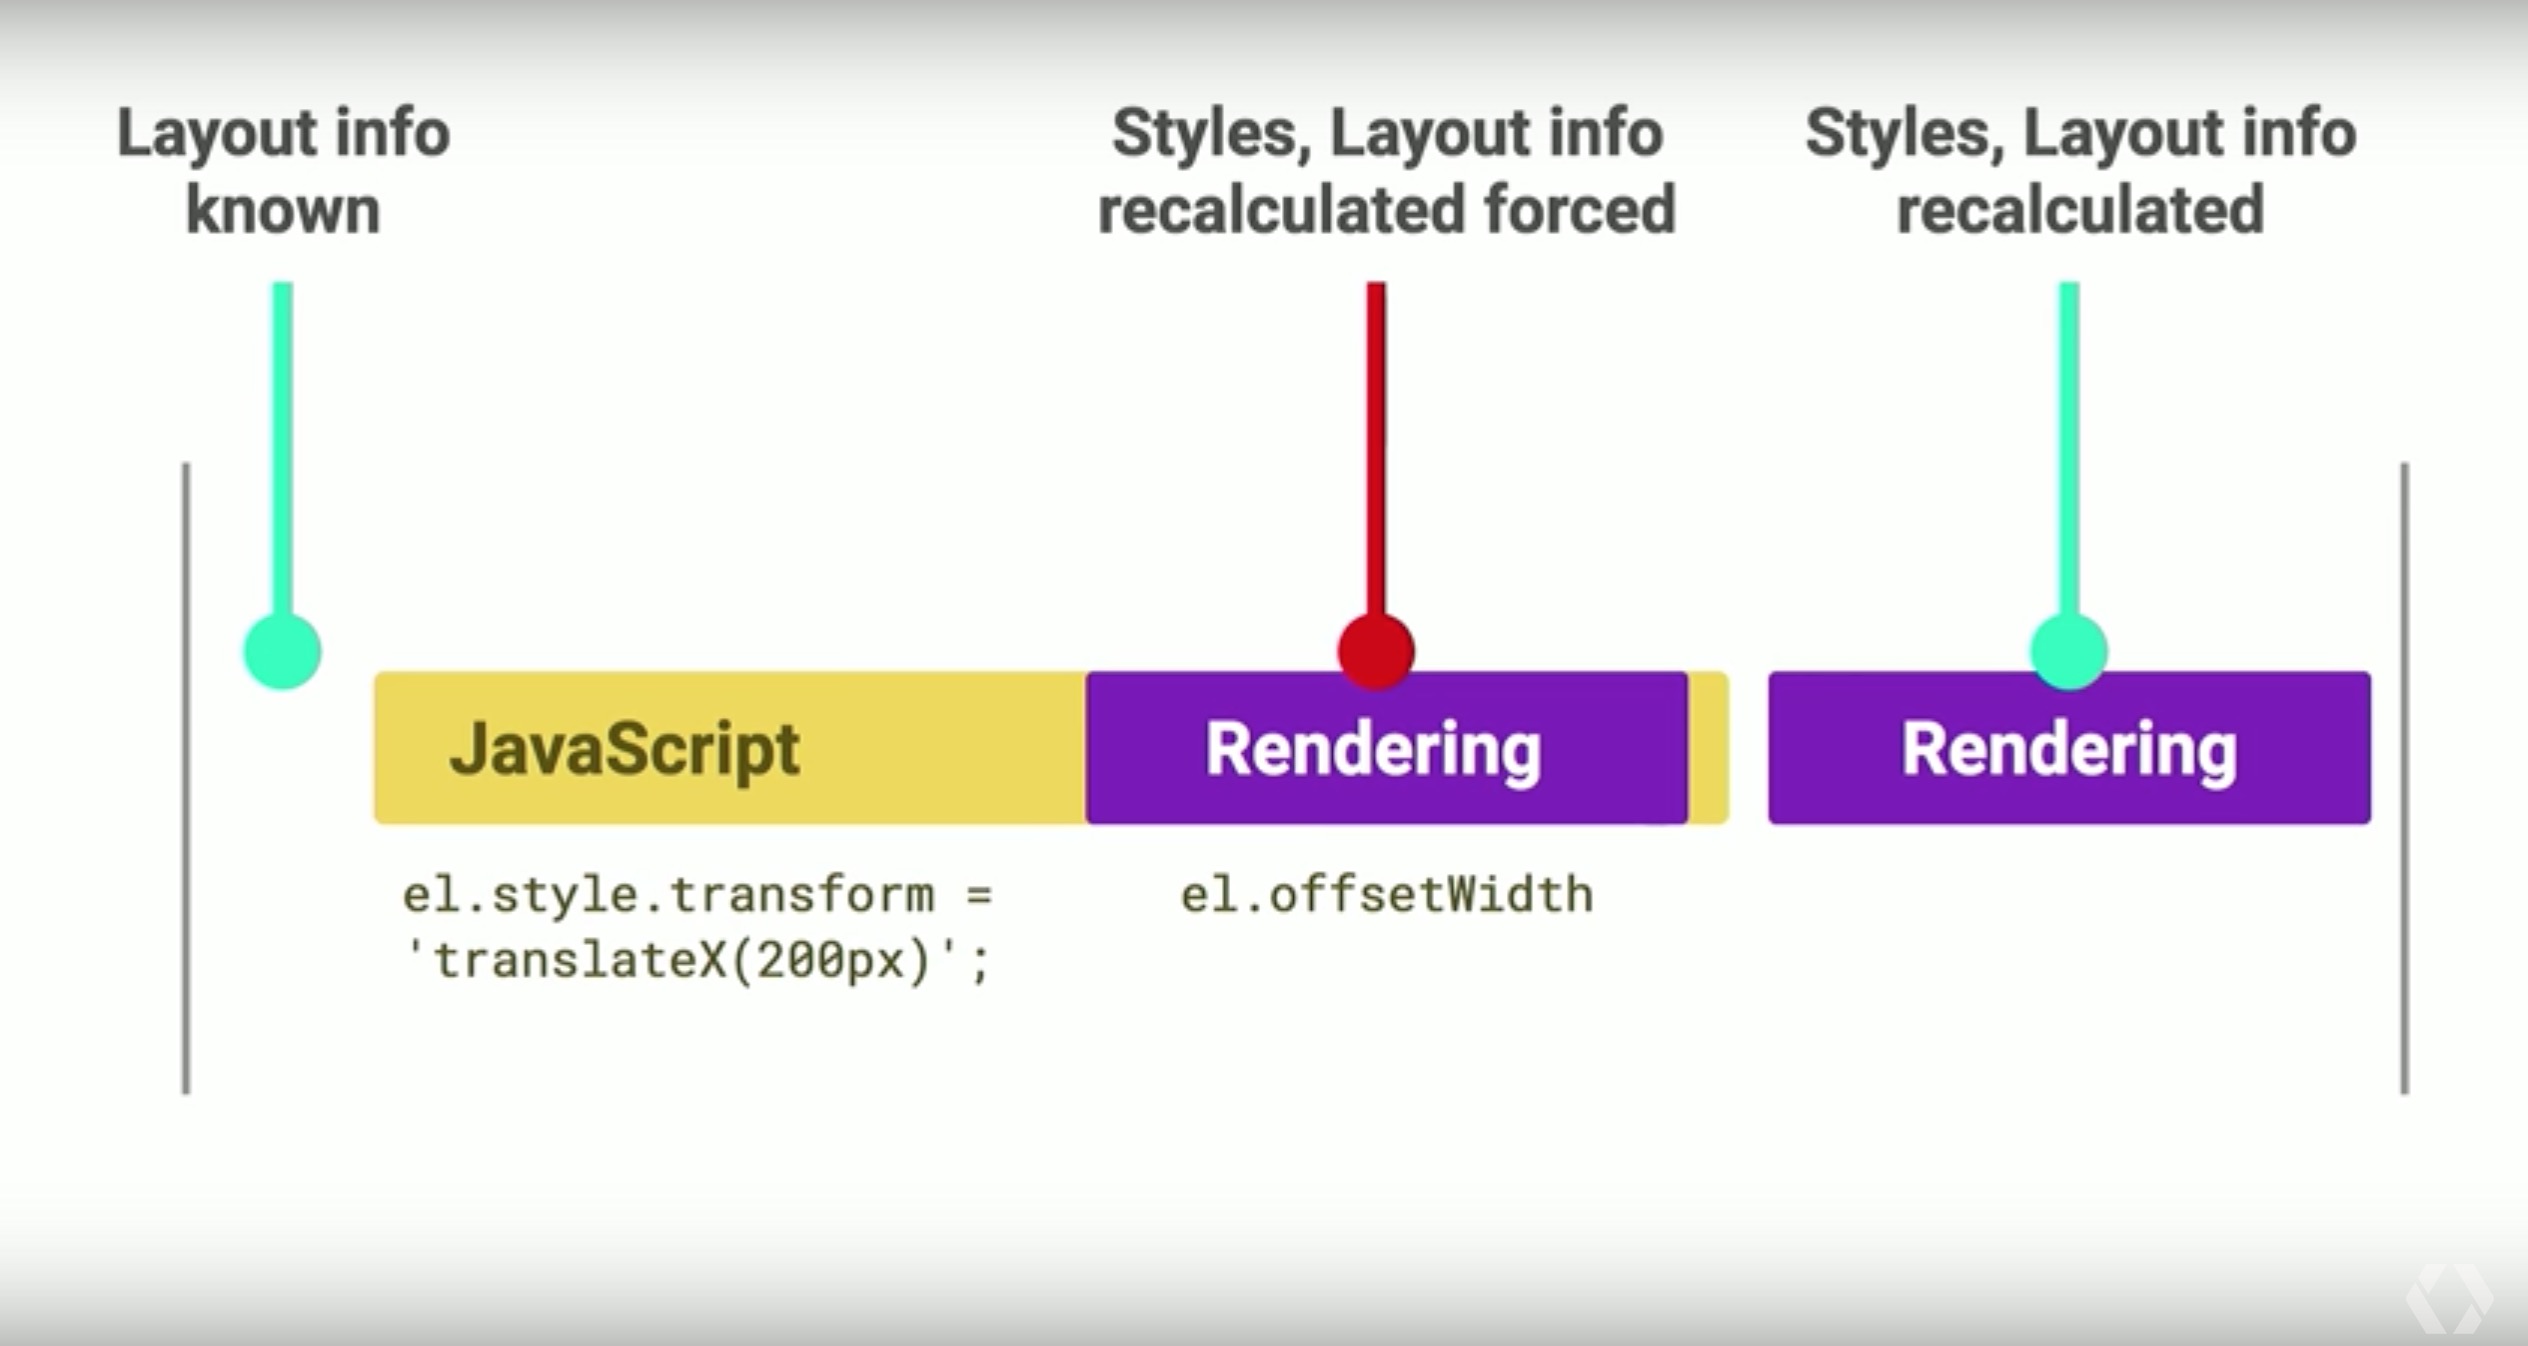 Layout info
known
Styles, Layout info
recalculated forced
Styles, Layout info
recalculated
JavaScript
Rendering
Rendering
el.style.transform =
'translateX(200px)';
el.offsetWidth